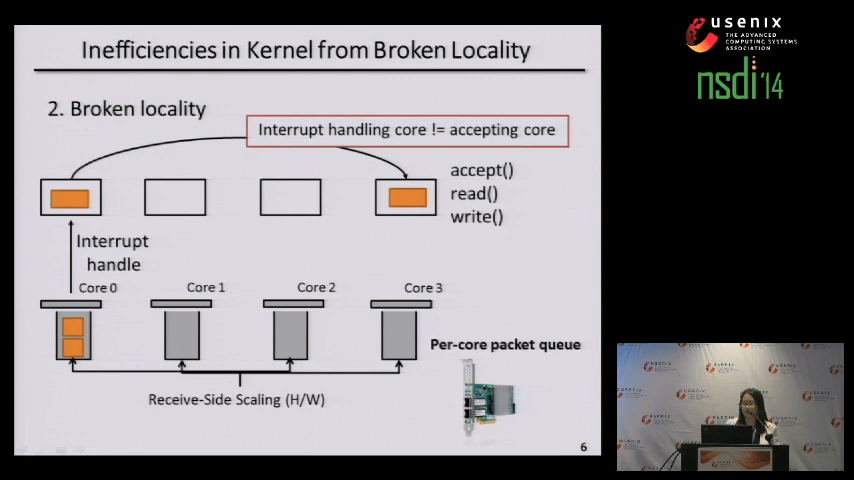 Inefficiencies in Kernel from Broken Locality
2. Broken locality
Interrupt handling core != accepting core
accept()
read()
write()
Interrupt
handle
Core 0
Core 1
Core 2
Core 3
Per-core packet queue
Receive-Side Scaling (H/W)
6
usenix
THE ADVANCED
COMPUTING SYSTEMS
ASSOCIATION
nsdi '14